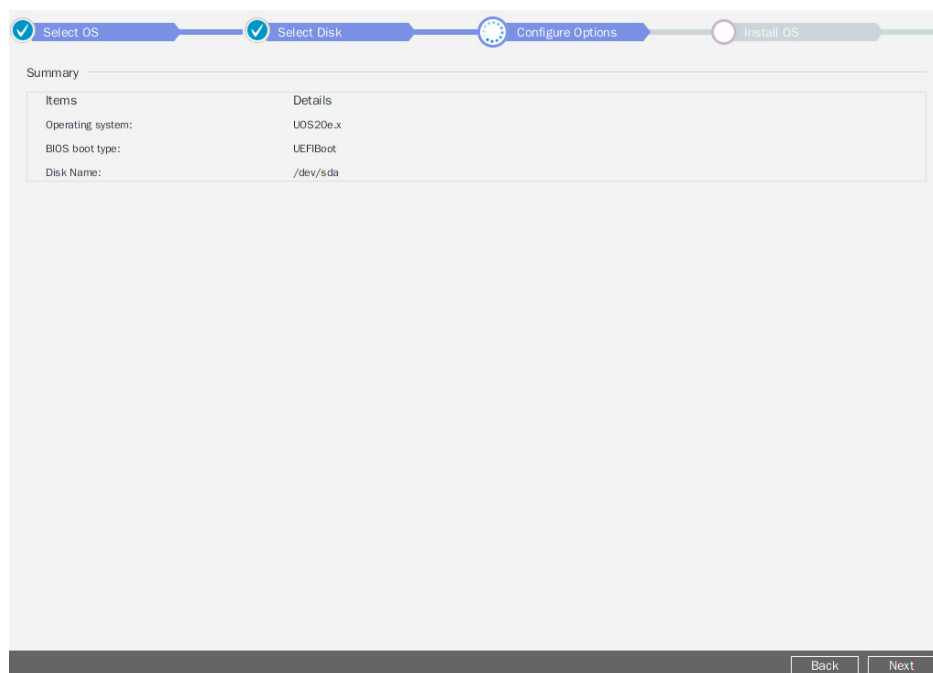 Select OS Select Disk Configure Options Install OS
Summary
Items Details
Operating system: UOS20e.x
BIOS boot type: UEFIBoot
Disk Name: /dev/sda
Back Next